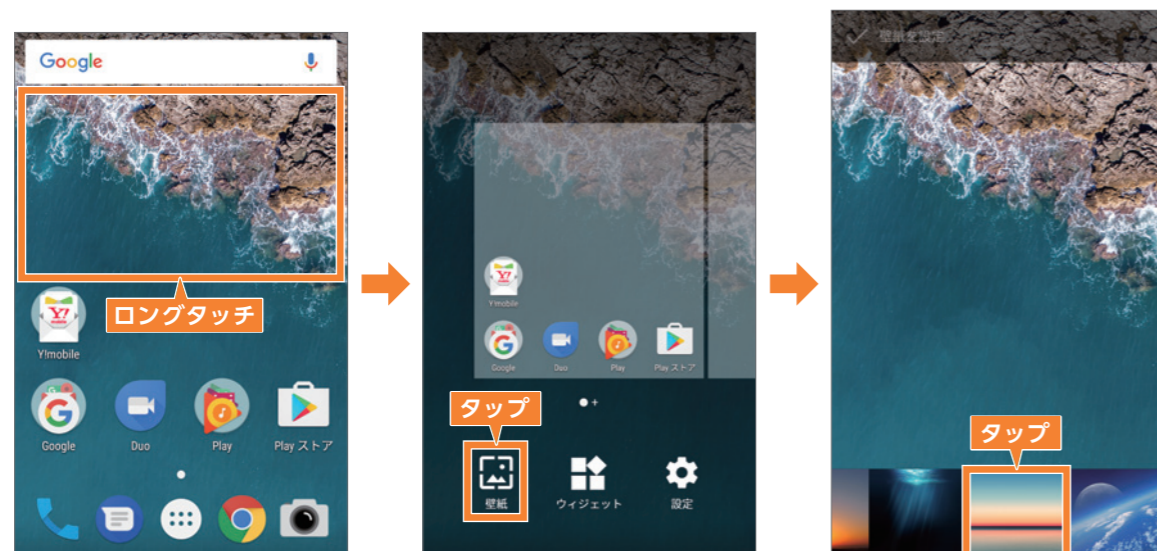 Google
ロングタッチ
Y!
mobile
Y!mobile
Google
Duo
Play
Play ストア
Y!
Y!mobile
Google
Duo
Play
Play ストア
タップ
壁紙
ウィジェット
設定
壁紙を設定
タップ